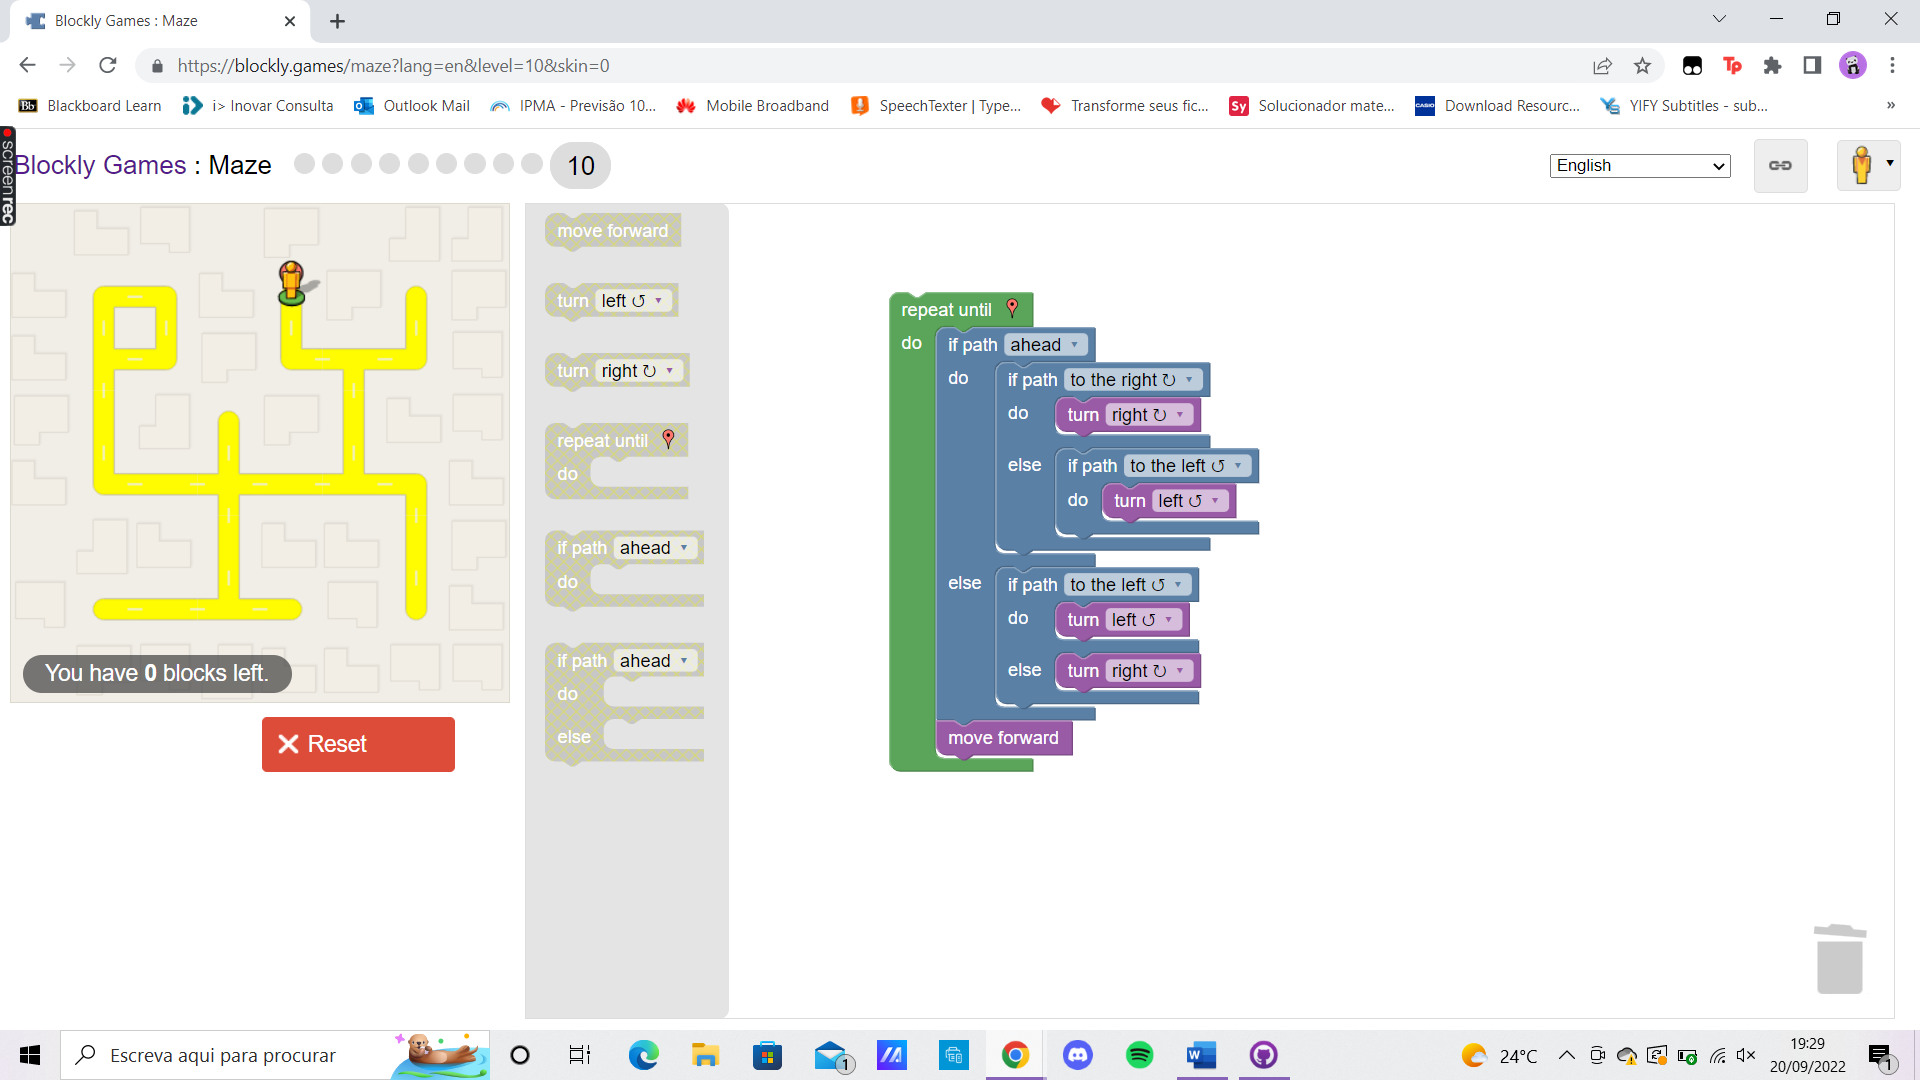 Blockly Games : Maze
https://blockly.games/maze?lang=en&level=10&skin=0
Tp
Bb Blackboard Learn
i> Inovar Consulta
Outlook Mail
IPMA - Previsão 10...
Mobile Broadband
SpeechTexter | Type...
Transforme seus fic...
Sy Solucionador mate...
CASIO Download Resourc...
YIFY Subtitles - sub...
»
screenrec
Blockly Games : Maze
10
English
You have 0 blocks left.
Reset
move forward
turn left ↺
turn right ↻
repeat until
do
if path ahead
do
if path ahead
do
else
repeat until
do
if path ahead
do
if path to the right ↻
do
turn right ↻
else
if path to the left ↺
do
turn left ↺
else
if path to the left ↺
do
turn left ↺
else
turn right ↻
move forward
Escreva aqui para procurar
1
W
24°C
19:29
20/09/2022
1